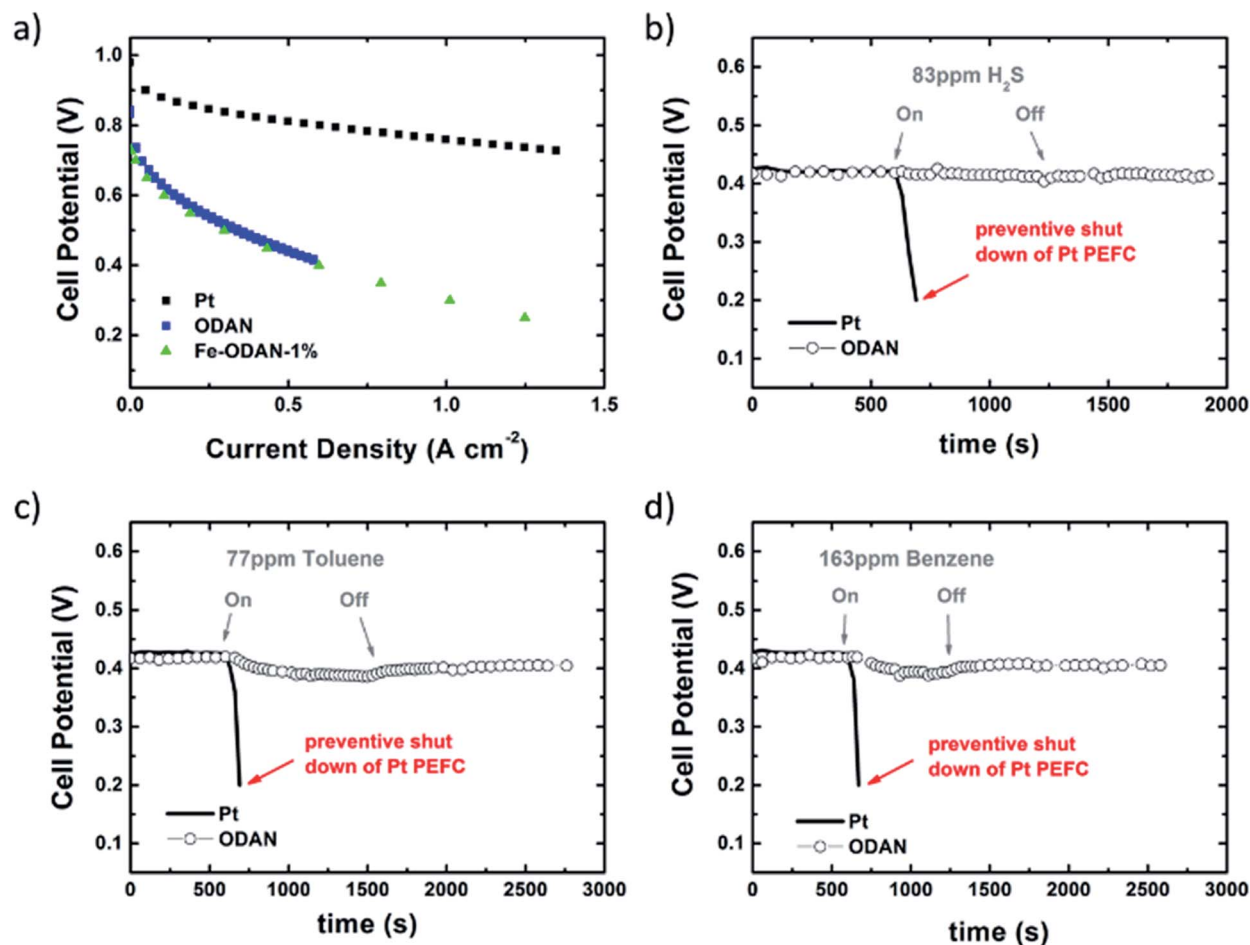 a)
1.0
0.8
0.6
0.4
0.2
Cell Potential (V)
Pt
ODAN
Fe-ODAN-1%
0.0
0.5
1.0
1.5
Current Density (A cm⁻²)
b)
0.6
0.5
0.4
0.3
0.2
0.1
Cell Potential (V)
83ppm H₂S
On
Off
preventive shut
down of Pt PEFC
Pt
ODAN
0
500
1000
1500
2000
time (s)
c)
0.6
0.5
0.4
0.3
0.2
0.1
Cell Potential (V)
77ppm Toluene
On
Off
preventive shut
down of Pt PEFC
Pt
ODAN
0
500
1000
1500
2000
2500
3000
time (s)
d)
0.6
0.5
0.4
0.3
0.2
0.1
Cell Potential (V)
163ppm Benzene
On
Off
preventive shut
down of Pt PEFC
Pt
ODAN
0
500
1000
1500
2000
2500
3000
time (s)